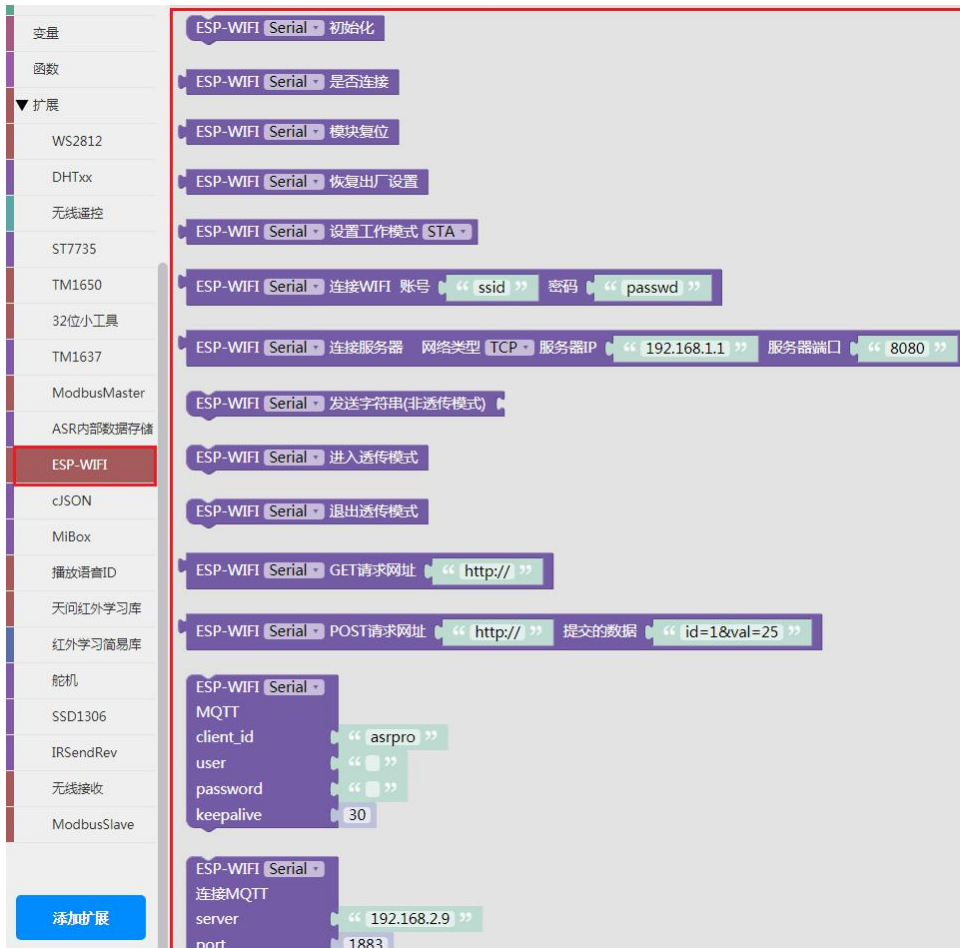 变量
函数
▼ 扩展
WS2812
DHTxx
无线遥控
ST7735
TM1650
32位小工具
TM1637
ModbusMaster
ASR内部数据存储
ESP-WIFI
cJSON
MiBox
播放语音ID
天问红外学习库
红外学习简易库
舵机
SSD1306
IRSendRev
无线接收
ModbusSlave
添加扩展
ESP-WIFI Serial 初始化
ESP-WIFI Serial 是否连接
ESP-WIFI Serial 模块复位
ESP-WIFI Serial 恢复出厂设置
ESP-WIFI Serial 设置工作模式 STA
ESP-WIFI Serial 连接WIFI 账号 “ ssid ” 密码 “ passwd ”
ESP-WIFI Serial 连接服务器 网络类型 TCP 服务器IP “ 192.168.1.1 ” 服务器端口 “ 8080 ”
ESP-WIFI Serial 发送字符串(非透传模式)
ESP-WIFI Serial 进入透传模式
ESP-WIFI Serial 退出透传模式
ESP-WIFI Serial GET请求网址 “ http:// ”
ESP-WIFI Serial POST请求网址 “ http:// ” 提交的数据 “ id=1&val=25 ”
ESP-WIFI Serial
MQTT
client_id “ asrpro ”
user “ ”
password “ ”
keepalive 30
ESP-WIFI Serial
连接MQTT
server “ 192.168.2.9 ”
port 1883